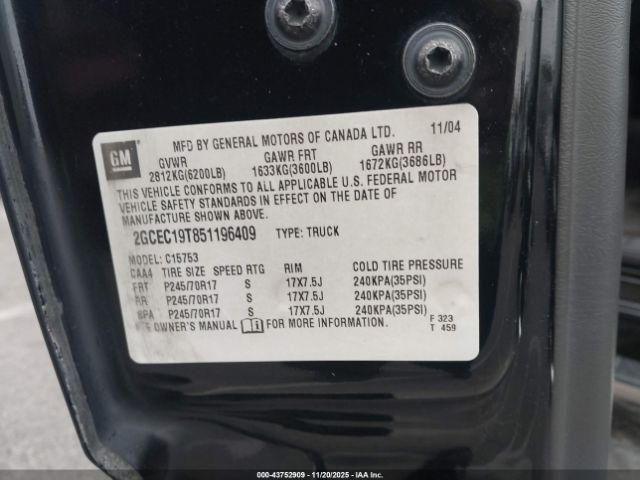 GM
MFD BY GENERAL MOTORS OF CANADA LTD. 11/04
GVWR GAWR FRT GAWR RR
2812KG(6200LB) 1633KG(3600LB) 1672KG(3686LB)
THIS VEHICLE CONFORMS TO ALL APPLICABLE U.S. FEDERAL MOTOR
VEHICLE SAFETY STANDARDS IN EFFECT ON THE DATE OF
MANUFACTURE SHOWN ABOVE.
2GCEC19T851196409 TYPE: TRUCK
MODEL: C15753
CAA4 TIRE SIZE SPEED RTG RIM COLD TIRE PRESSURE
FRT P245/70R17 S 17X7.5J 240KPA(35PSI)
RR P245/70R17 S 17X7.5J 240KPA(35PSI)
SPA P245/70R17 S 17X7.5J 240KPA(35PSI)
OWNER'S MANUAL FOR MORE INFORMATION. F 323
T 459
00-43752909 | 11/20/2025 - IAAI.COM